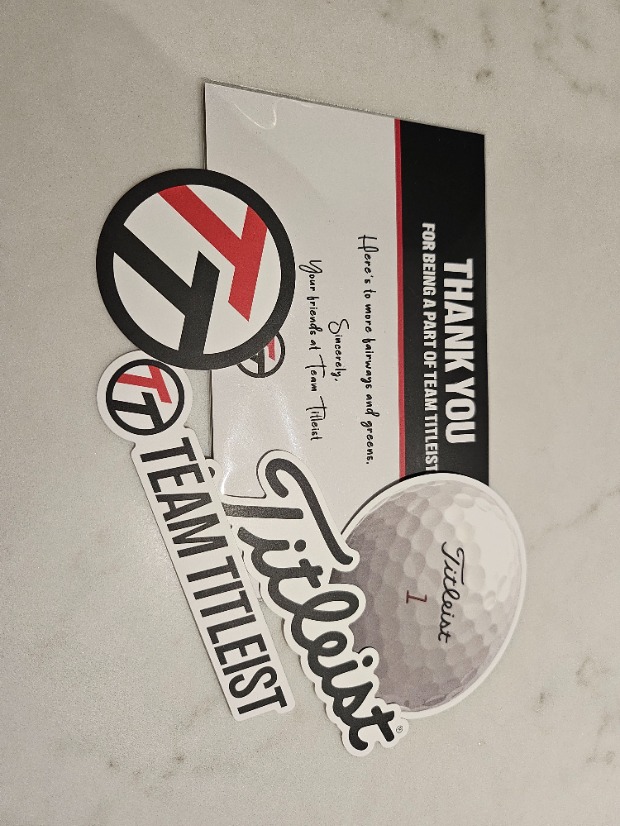 THANK YOU
FOR BEING A PART OF TEAM TITLEIST
Here's to more fairways and greens.
Sincerely,
Your friends at Team Titleist
Titleist
1
Titleist®
TEAM TITLEIST